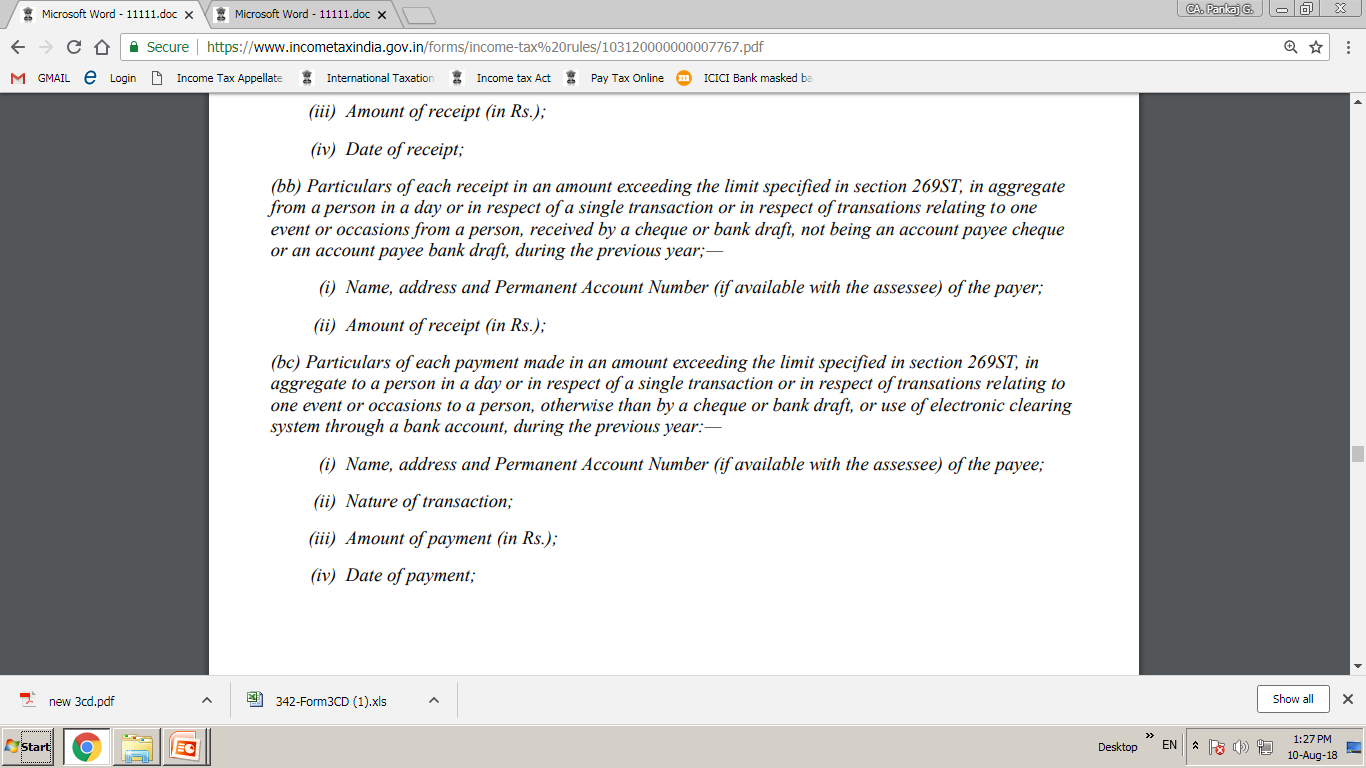 Microsoft Word - 11111.doc
Microsoft Word - 11111.doc
CA. Pankaj G.
Secure
https://www.incometaxindia.gov.in/forms/income-tax%20rules/103120000000007767.pdf
GMAIL
Login
Income Tax Appellate
International Taxation
Income tax Act
Pay Tax Online
ICICI Bank masked ba
(iii) Amount of receipt (in Rs.);
(iv) Date of receipt;
(bb) Particulars of each receipt in an amount exceeding the limit specified in section 269ST, in aggregate
from a person in a day or in respect of a single transaction or in respect of transations relating to one
event or occasions from a person, received by a cheque or bank draft, not being an account payee cheque
or an account payee bank draft, during the previous year;—
(i) Name, address and Permanent Account Number (if available with the assessee) of the payer;
(ii) Amount of receipt (in Rs.);
(bc) Particulars of each payment made in an amount exceeding the limit specified in section 269ST, in
aggregate to a person in a day or in respect of a single transaction or in respect of transations relating to
one event or occasions to a person, otherwise than by a cheque or bank draft, or use of electronic clearing
system through a bank account, during the previous year:—
(i) Name, address and Permanent Account Number (if available with the assessee) of the payee;
(ii) Nature of transaction;
(iii) Amount of payment (in Rs.);
(iv) Date of payment;
new 3cd.pdf
342-Form3CD (1).xls
Show all
Start
Desktop
EN
1:27 PM
10-Aug-18